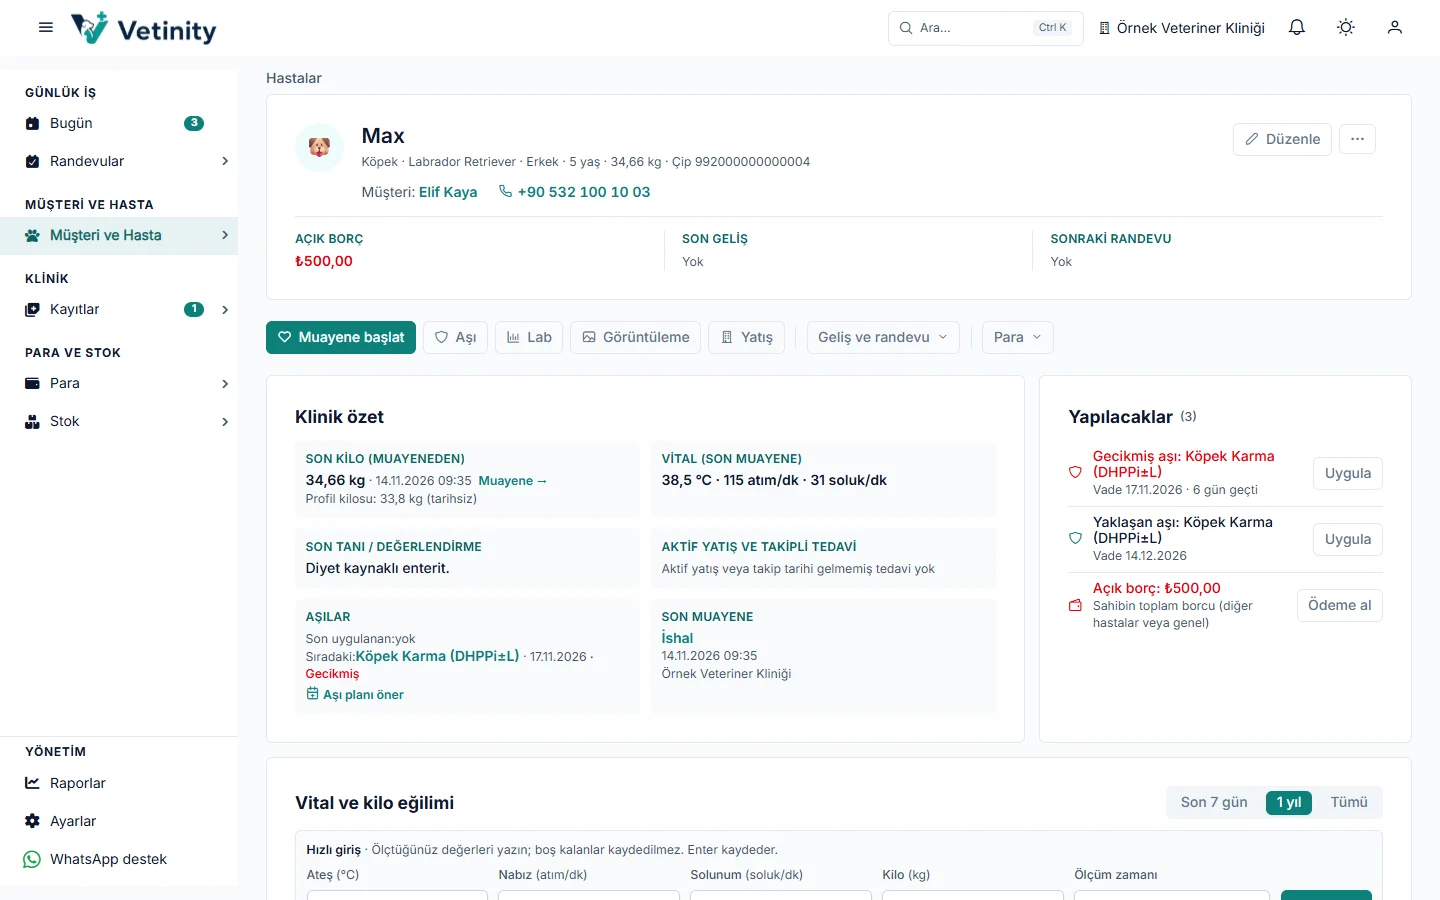 Vetinity
Ara...
Ctrl K
Örnek Veteriner Kliniği
GÜNLÜK İŞ
Bugün
3
Randevular
MÜŞTERİ VE HASTA
Müşteri ve Hasta
KLİNİK
Kayıtlar
1
PARA VE STOK
Para
Stok
YÖNETİM
Raporlar
Ayarlar
WhatsApp destek
Hastalar
Max
Köpek · Labrador Retriever · Erkek · 5 yaş · 34,66 kg · Çip 992000000000004
Müşteri: Elif Kaya
+90 532 100 10 03
Düzenle
...
AÇIK BORÇ
₺500,00
SON GELİŞ
Yok
SONRAKİ RANDEVU
Yok
Muayene başlat
Aşı
Lab
Görüntüleme
Yatış
Geliş ve randevu
Para
Klinik özet
SON KİLO (MUAYENEDEN)
34,66 kg · 14.11.2026 09:35 Muayene →
Profil kilosu: 33,8 kg (tarihsiz)
VİTAL (SON MUAYENE)
38,5 °C · 115 atım/dk · 31 soluk/dk
SON TANI / DEĞERLENDİRME
Diyet kaynaklı enterit.
AKTİF YATIŞ VE TAKİPLİ TEDAVİ
Aktif yatış veya takip tarihi gelmemiş tedavi yok
AŞILAR
Son uygulanan:yok
Sıradaki:Köpek Karma (DHPPi±L) · 17.11.2026 ·
Gecikmiş
Aşı planı öner
SON MUAYENE
İshal
14.11.2026 09:35
Örnek Veteriner Kliniği
Yapılacaklar (3)
Gecikmiş aşı: Köpek Karma
(DHPPi±L)
Vade 17.11.2026 · 6 gün geçti
Uygula
Yaklaşan aşı: Köpek Karma
(DHPPi±L)
Vade 14.12.2026
Uygula
Açık borç: ₺500,00
Sahibin toplam borcu (diğer
hastalar veya genel)
Ödeme al
Vital ve kilo eğilimi
Son 7 gün
1 yıl
Tümü
Hızlı giriş · Ölçtüğünüz değerleri yazın; boş kalanlar kaydedilmez. Enter kaydeder.
Ateş (°C)
Nabız (atım/dk)
Solunum (soluk/dk)
Kilo (kg)
Ölçüm zamanı